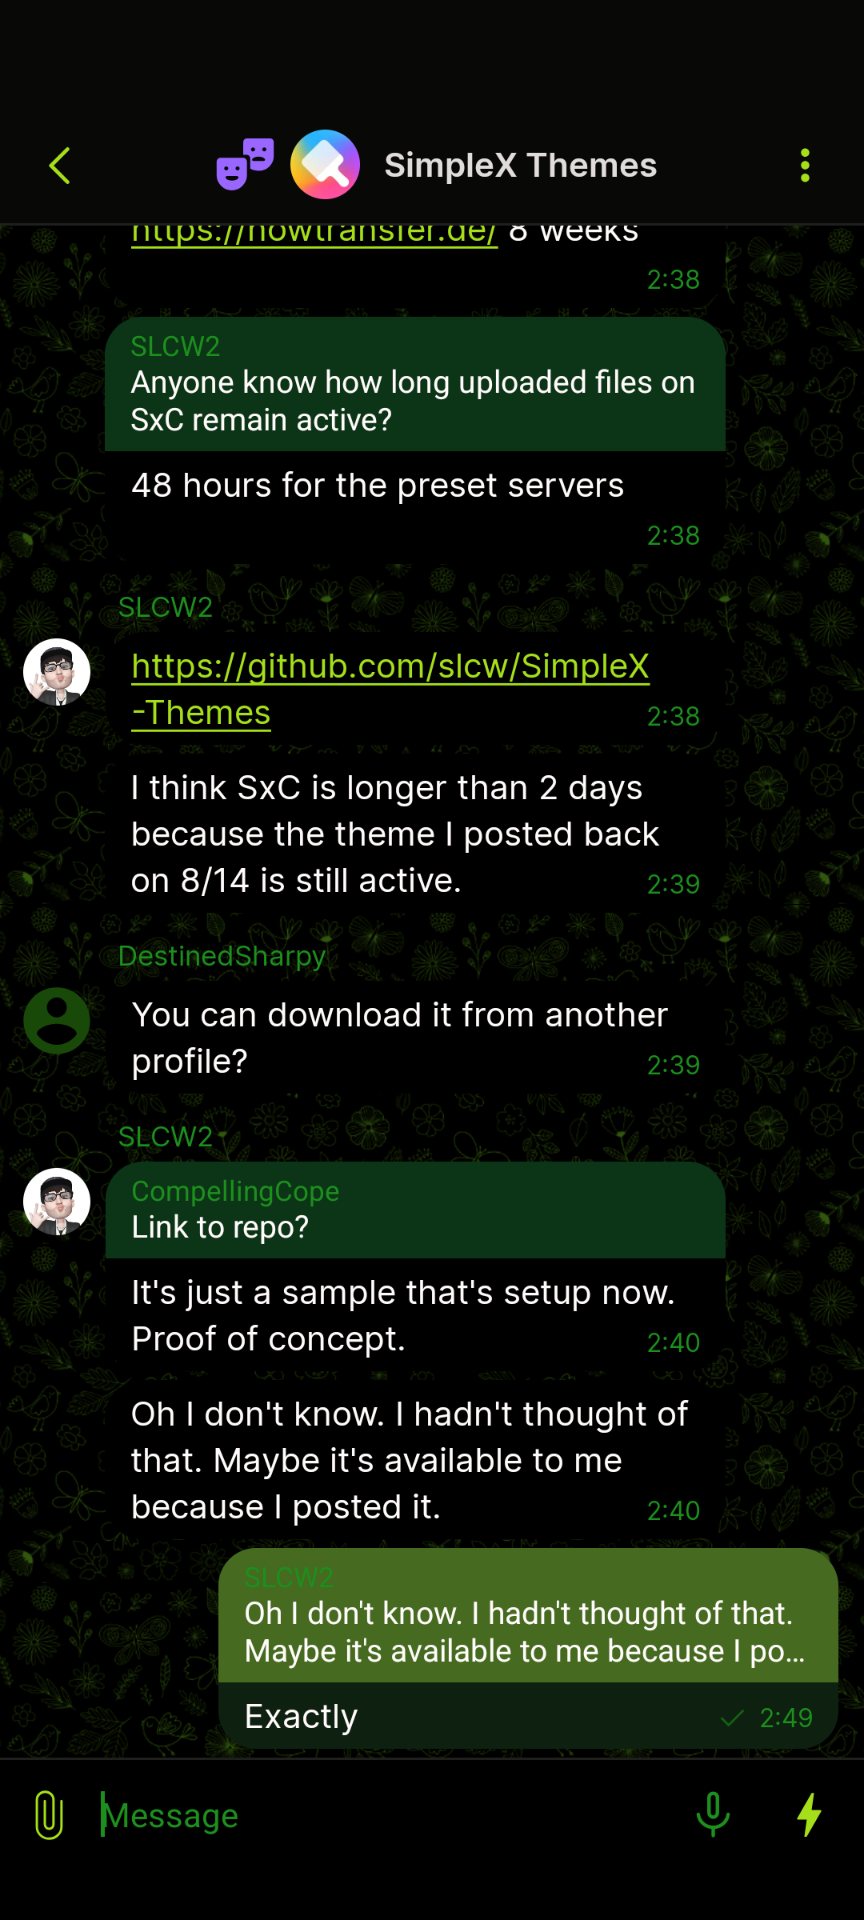 SimpleX Themes
https://nowtransfer.de/ 8 weeks
2:38
SLCW2
Anyone know how long uploaded files on
SxC remain active?
48 hours for the preset servers
2:38
SLCW2
https://github.com/slcw/SimpleX
-Themes
2:38
I think SxC is longer than 2 days
because the theme I posted back
on 8/14 is still active.
2:39
DestinedSharpy
You can download it from another
profile?
2:39
SLCW2
CompellingCope
Link to repo?
It's just a sample that's setup now.
Proof of concept.
2:40
Oh I don't know. I hadn't thought of
that. Maybe it's available to me
because I posted it.
2:40
SLCW2
Oh I don't know. I hadn't thought of that.
Maybe it's available to me because I po...
Exactly
2:49
Message